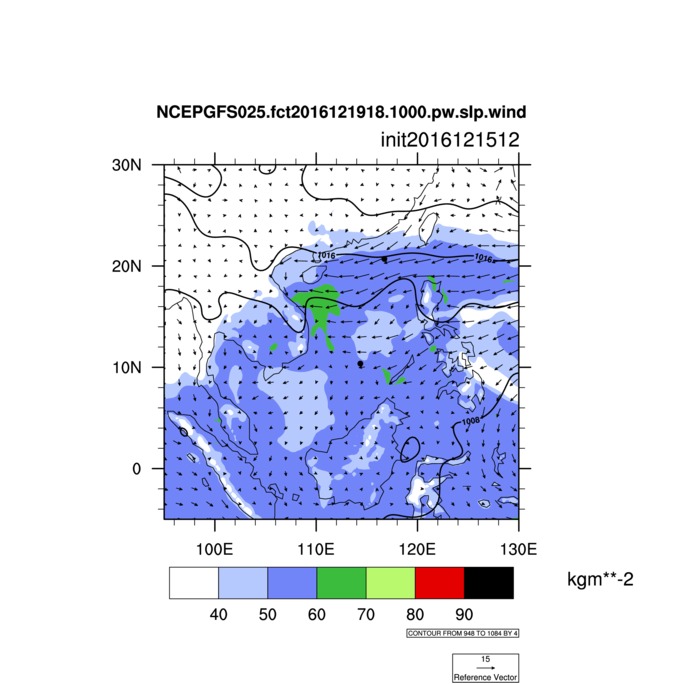 NCEPGFS025.fct2016121918.1000.pw.slp.wind
init2016121512
30N
1016
1016
20N
10N
1008
0
100E 110E 120E 130E
kgm**-2
40 50 60 70 80 90
CONTOUR FROM 948 TO 1084 BY 4
15
Reference Vector